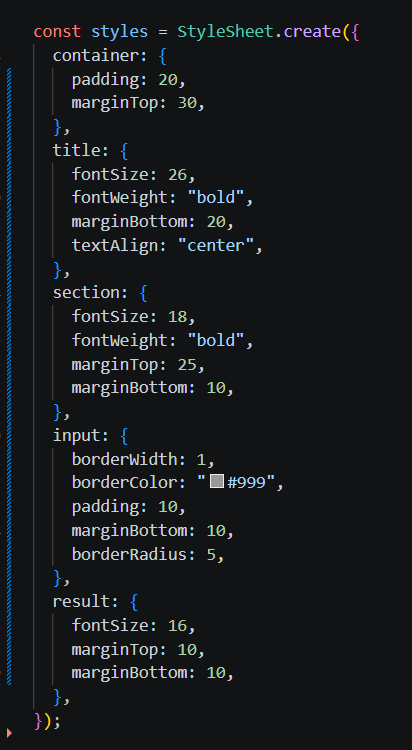 const styles = StyleSheet.create({
  container: {
    padding: 20,
    marginTop: 30,
  },
  title: {
    fontSize: 26,
    fontWeight: "bold",
    marginBottom: 20,
    textAlign: "center",
  },
  section: {
    fontSize: 18,
    fontWeight: "bold",
    marginTop: 25,
    marginBottom: 10,
  },
  input: {
    borderWidth: 1,
    borderColor: "#999",
    padding: 10,
    marginBottom: 10,
    borderRadius: 5,
  },
  result: {
    fontSize: 16,
    marginTop: 10,
    marginBottom: 10,
  },
});